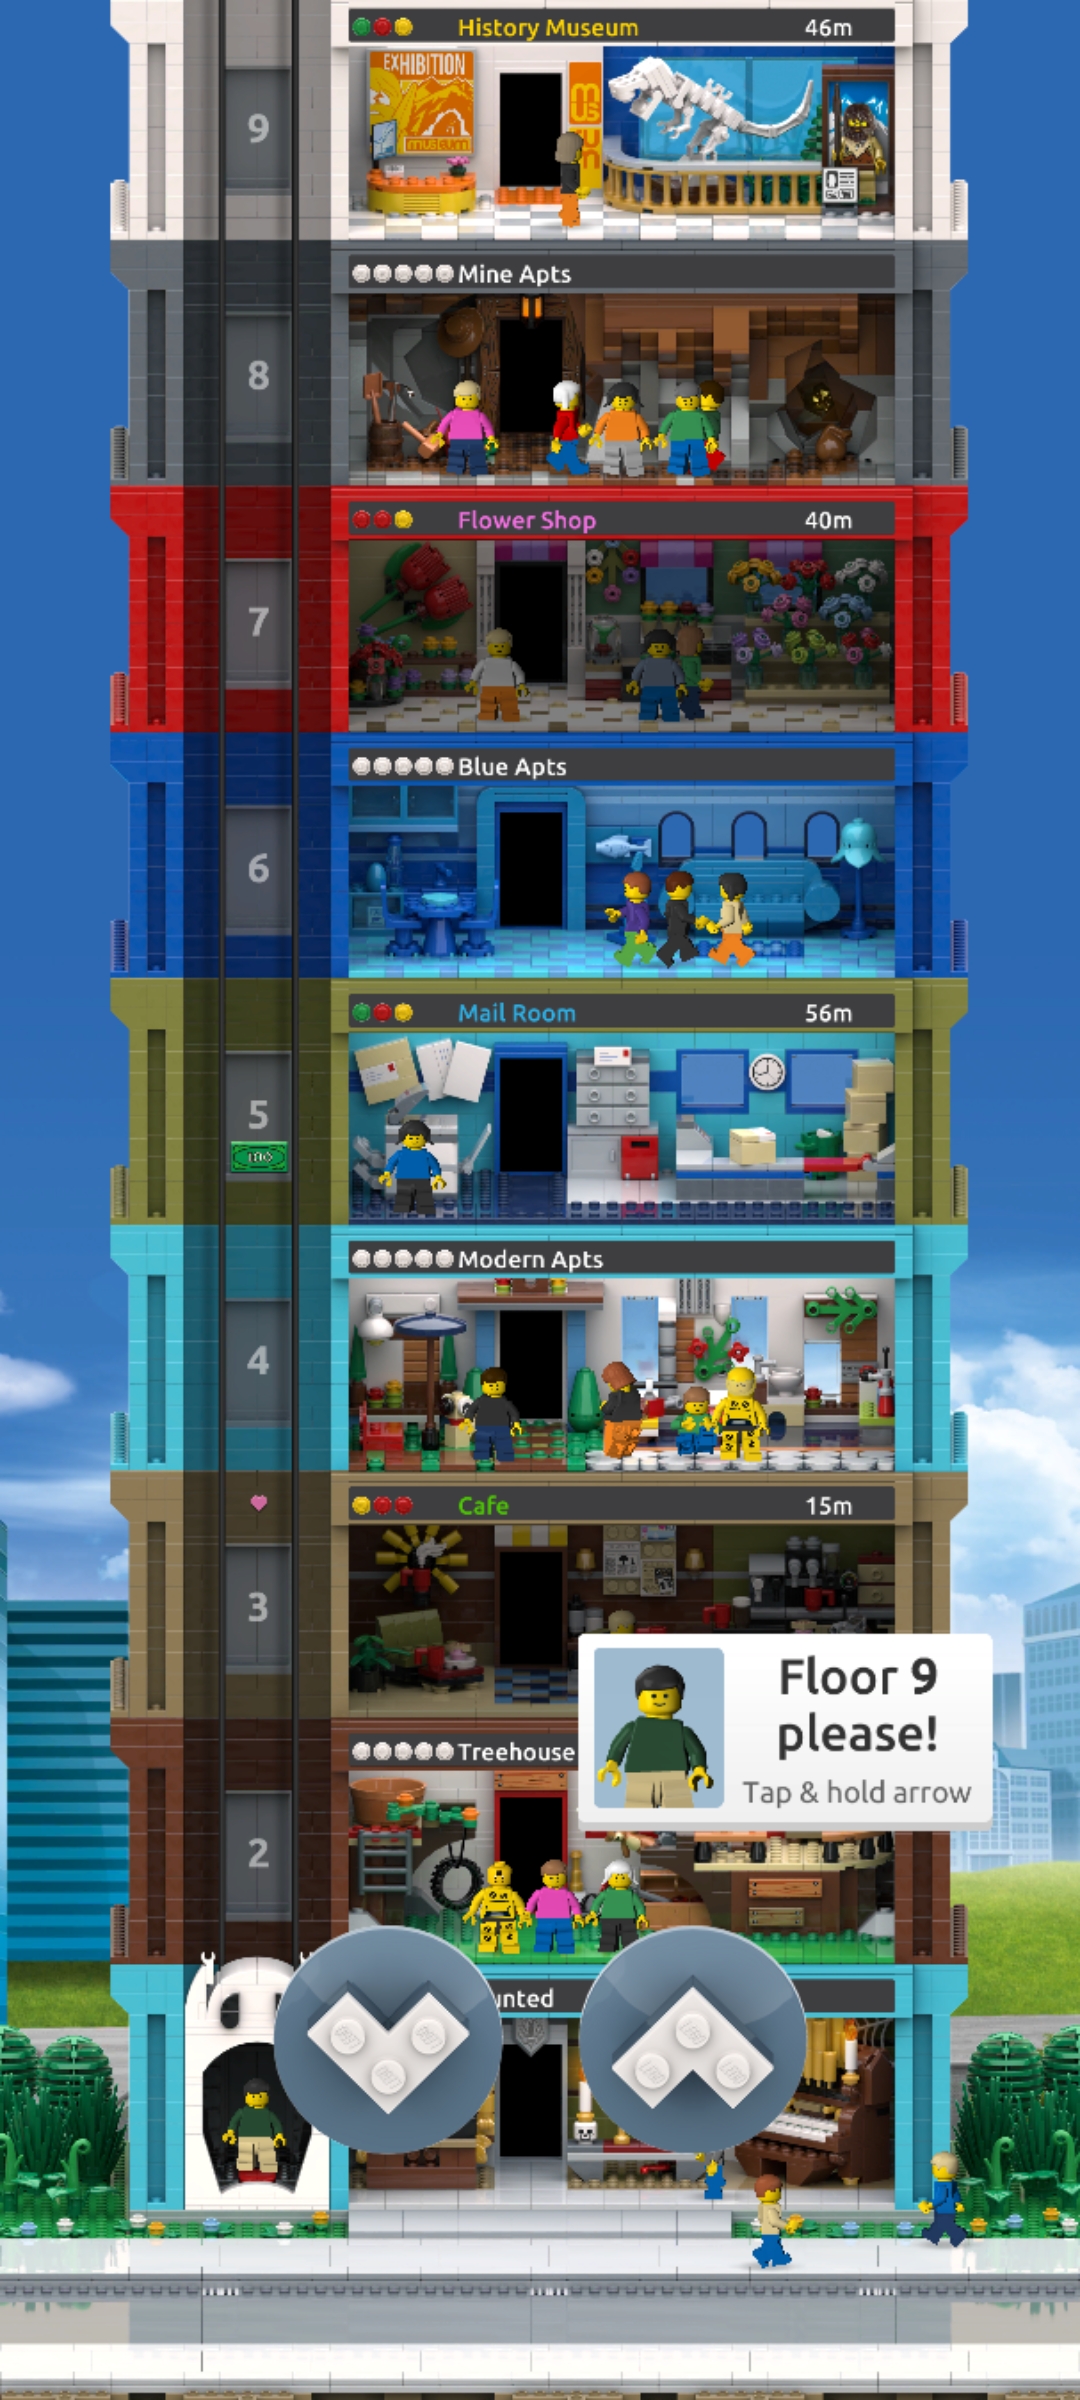 History Museum 46m
EXHIBITION
museum
9
Mine Apts
8
Flower Shop 40m
7
Blue Apts
6
Mail Room 56m
5
Modern Apts
4
Cafe 15m
3
Floor 9
please!
Tap & hold arrow
Treehouse
2
unted